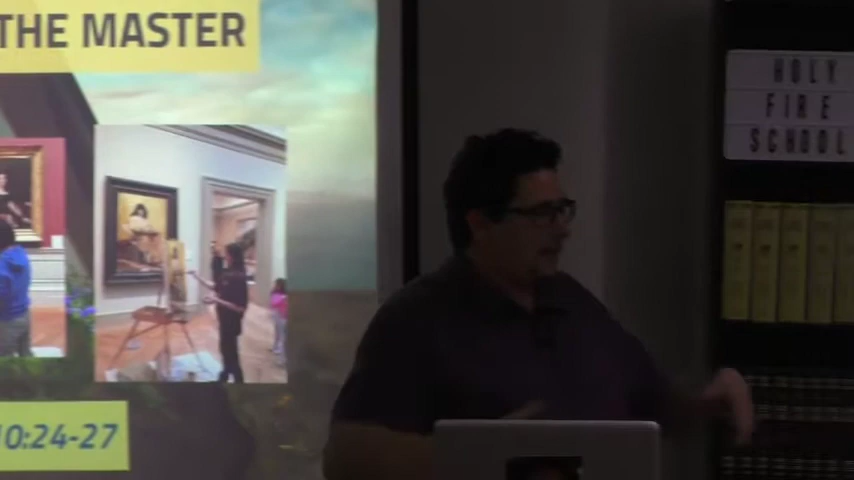 THE MASTER
HOLY
FIRE
SCHOOL
10:24-27